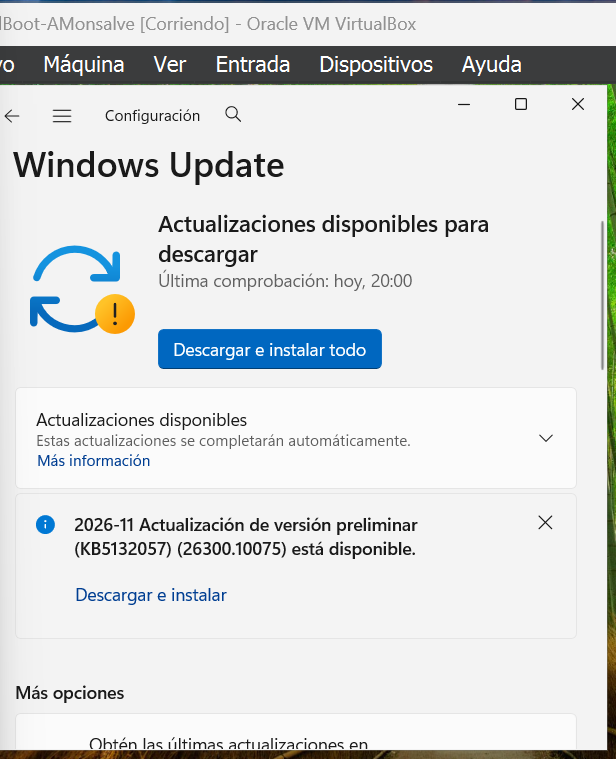 lBoot-AMonsalve [Corriendo] - Oracle VM VirtualBox
vo Máquina Ver Entrada Dispositivos Ayuda
Configuración
Windows Update
Actualizaciones disponibles para
descargar
Última comprobación: hoy, 20:00
Descargar e instalar todo
Actualizaciones disponibles
Estas actualizaciones se completarán automáticamente.
Más información
2026-11 Actualización de versión preliminar
(KB5132057) (26300.10075) está disponible.
Descargar e instalar
Más opciones
Obtén las últimas actualizaciones en